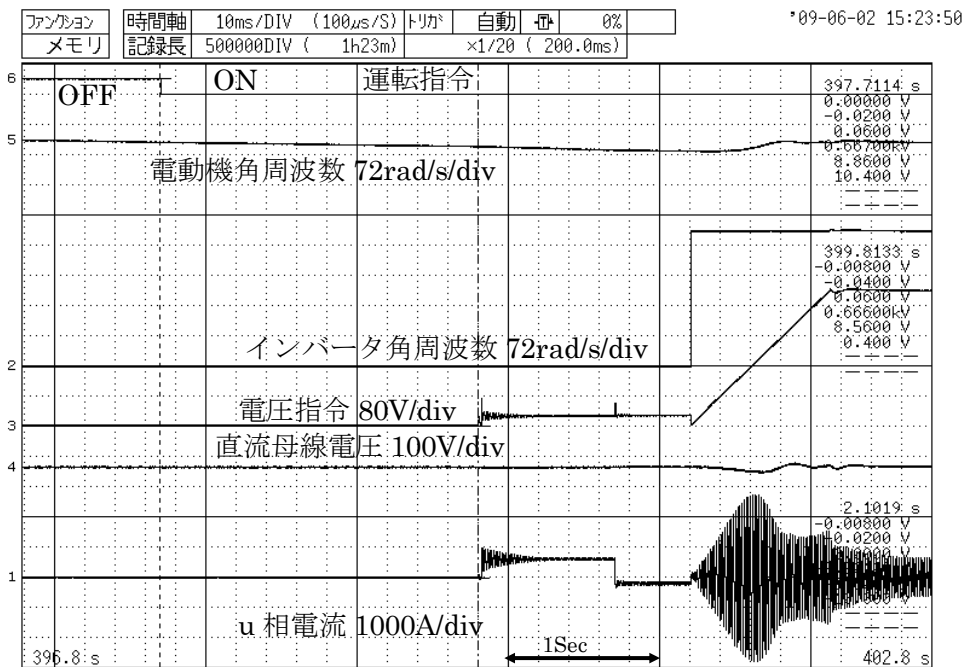 ファンクション 時間軸 10ms/DIV (100μs/S) トリガ 自動 0% '09-06-02 15:23:50
メモリ 記録長 500000DIV ( 1h23m) ×1/20 ( 200.0ms)
6 OFF ON 運転指令 397.7114 s
0.00000 V
-0.0200 V
5 0.0600 V
0.66700kV
電動機角周波数 72rad/s/div 8.8600 V
10.400 V
399.8133 s
-0.00800 V
-0.0400 V
0.0600 V
0.66600kV
インバータ角周波数 72rad/s/div 8.5600 V
2 0.400 V
電圧指令 80V/div
3
直流母線電圧 100V/div
4
2.1019 s
-0.00800 V
-0.0200 V
1
u 相電流 1000A/div
1Sec
396.8 s 402.8 s